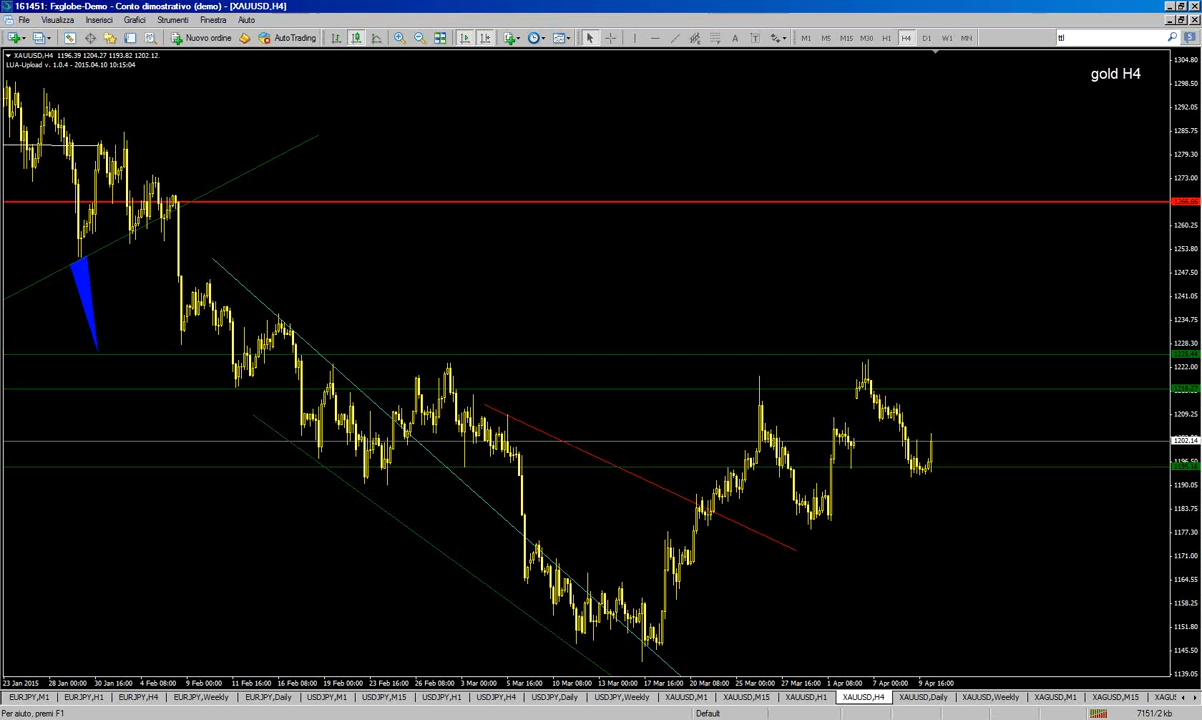 161451: Fxglobe-Demo - Conto dimostrativo (demo) - [XAUUSD,H4]
File Visualizza Inserisci Grafici Strumenti Finestra Aiuto
Nuovo ordine AutoTrading A T M1 M5 M15 M30 H1 H4 D1 W1 MN ttl
XAUUSD,H4 1196.39 1204.27 1193.82 1202.12
LUA-Upload v. 1.0.4 - 2015.04.10 10:15:04
gold H4
1304.80
1298.50
1292.05
1285.75
1279.30
1273.00
1266.66
1260.25
1253.80
1247.50
1241.05
1234.75
1228.30
1222.00
1209.25
1202.14
1196.50
1190.05
1183.75
1177.30
1171.00
1164.55
1158.25
1151.80
1145.50
1139.05
23 Jan 2015 28 Jan 00:00 30 Jan 16:00 4 Feb 08:00 9 Feb 00:00 11 Feb 16:00 16 Feb 08:00 18 Feb 00:00 23 Feb 16:00 26 Feb 08:00 3 Mar 00:00 5 Mar 16:00 10 Mar 08:00 13 Mar 00:00 17 Mar 16:00 20 Mar 08:00 25 Mar 00:00 27 Mar 16:00 1 Apr 08:00 7 Apr 00:00 9 Apr 16:00
EURJPY,M1 EURJPY,H1 EURJPY,H4 EURJPY,Weekly EURJPY,Daily USDJPY,M1 USDJPY,M15 USDJPY,H1 USDJPY,H4 USDJPY,Daily USDJPY,Weekly XAUUSD,M1 XAUUSD,M15 XAUUSD,H1 XAUUSD,H4 XAUUSD,Daily XAUUSD,Weekly XAGUSD,M1 XAGUSD,M15 XAGUS
Per aiuto, premi F1 Default 7151/2 kb